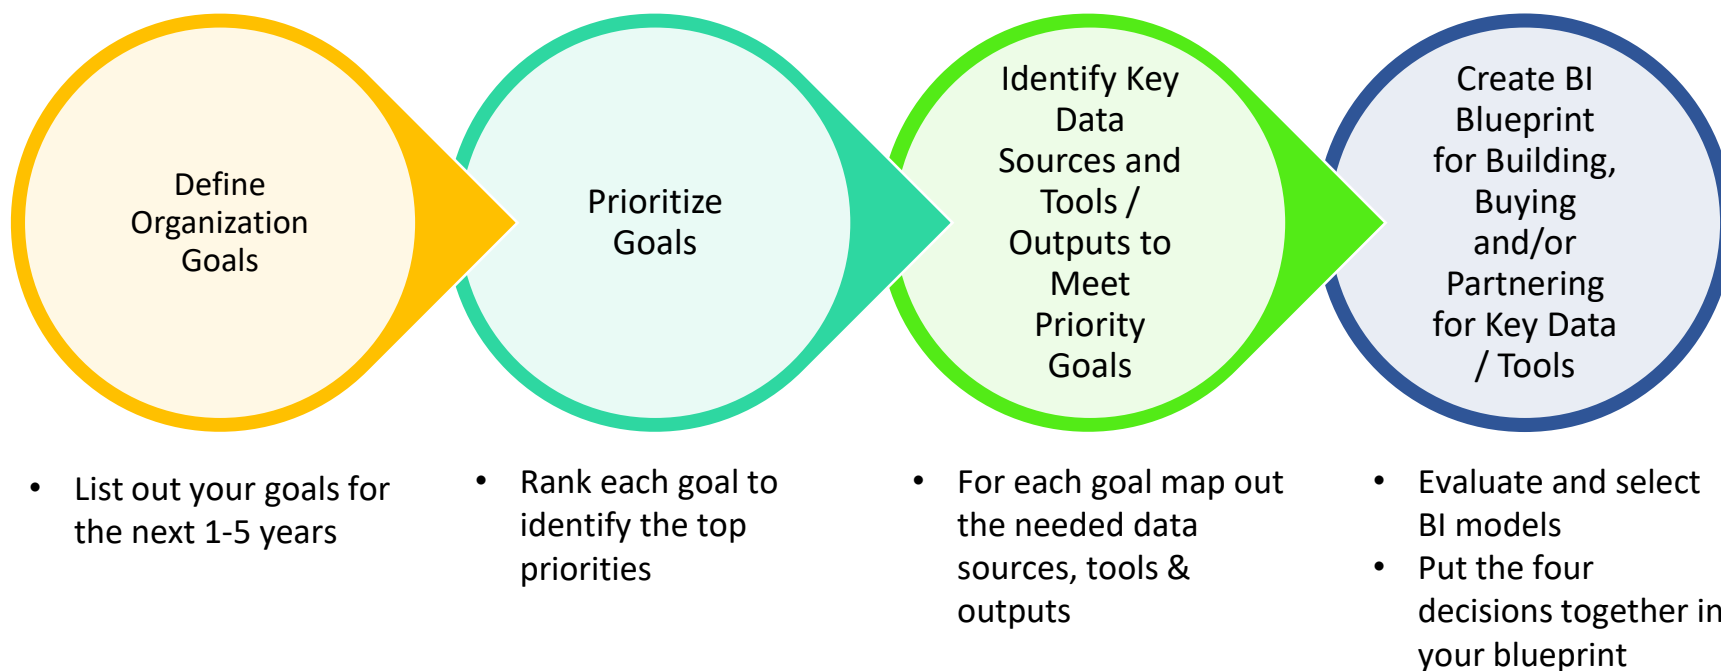 Define
Organization
Goals
Prioritize
Goals
Identify Key
Data
Sources and
Tools /
Outputs to
Meet
Priority
Goals
Create BI
Blueprint
for Building,
Buying
and/or
Partnering
for Key Data
/ Tools
• List out your goals for
the next 1-5 years
• Rank each goal to
identify the top
priorities
• For each goal map out
the needed data
sources, tools &
outputs
• Evaluate and select
BI models
• Put the four
decisions together in
your blueprint